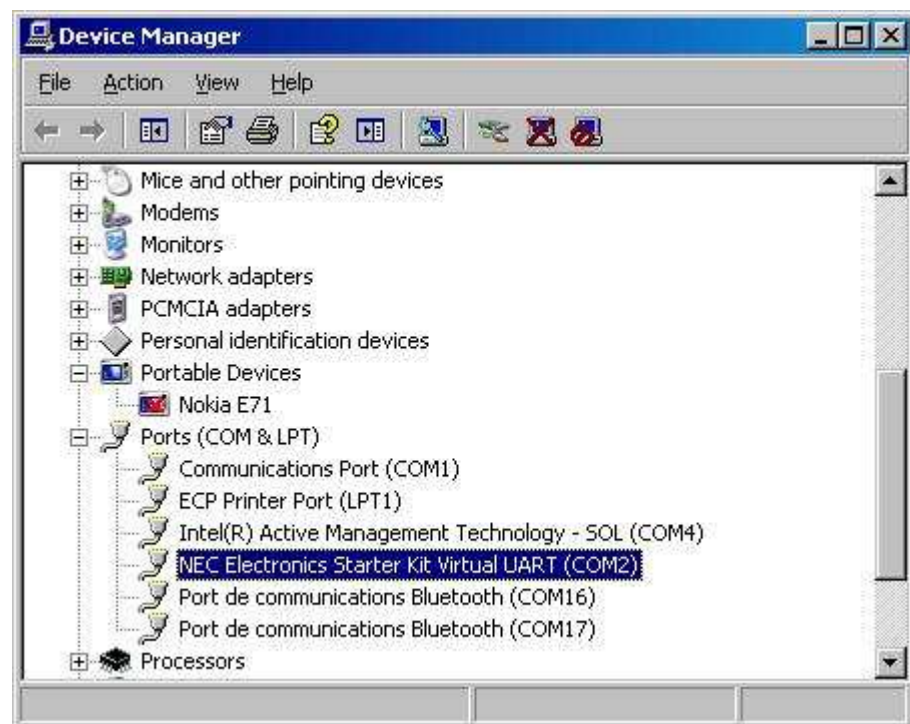 Device Manager
File Action View Help
Mice and other pointing devices
Modems
Monitors
Network adapters
PCMCIA adapters
Personal identification devices
Portable Devices
Nokia E71
Ports (COM & LPT)
Communications Port (COM1)
ECP Printer Port (LPT1)
Intel(R) Active Management Technology - SOL (COM4)
NEC Electronics Starter Kit Virtual UART (COM2)
Port de communications Bluetooth (COM16)
Port de communications Bluetooth (COM17)
Processors